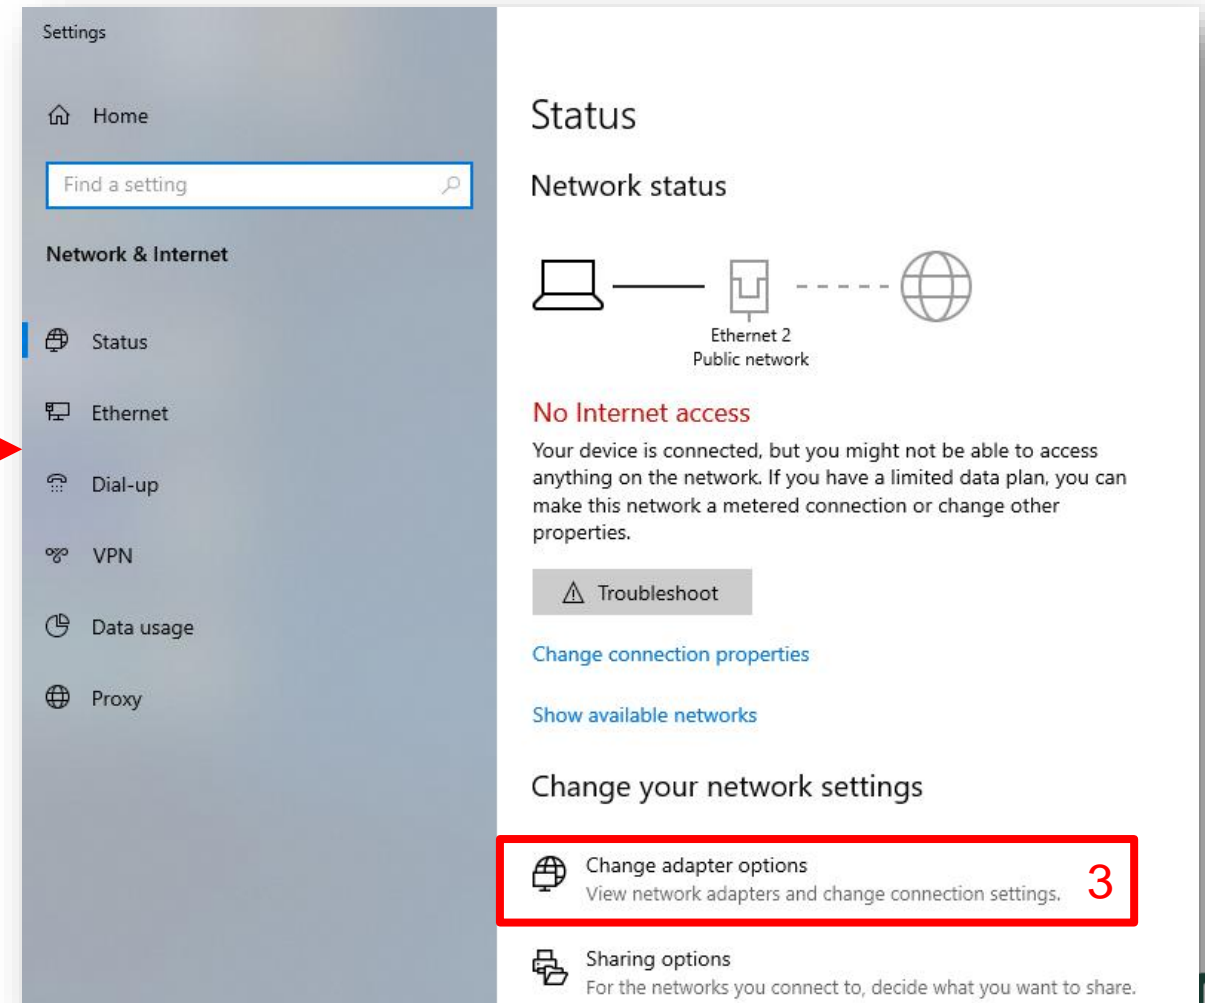 Settings
Home
Find a setting
Network & Internet
Status
Ethernet
Dial-up
VPN
Data usage
Proxy
Status
Network status
Ethernet 2
Public network
No Internet access
Your device is connected, but you might not be able to access
anything on the network. If you have a limited data plan, you can
make this network a metered connection or change other
properties.
Troubleshoot
Change connection properties
Show available networks
Change your network settings
Change adapter options
View network adapters and change connection settings.
3
Sharing options
For the networks you connect to, decide what you want to share.